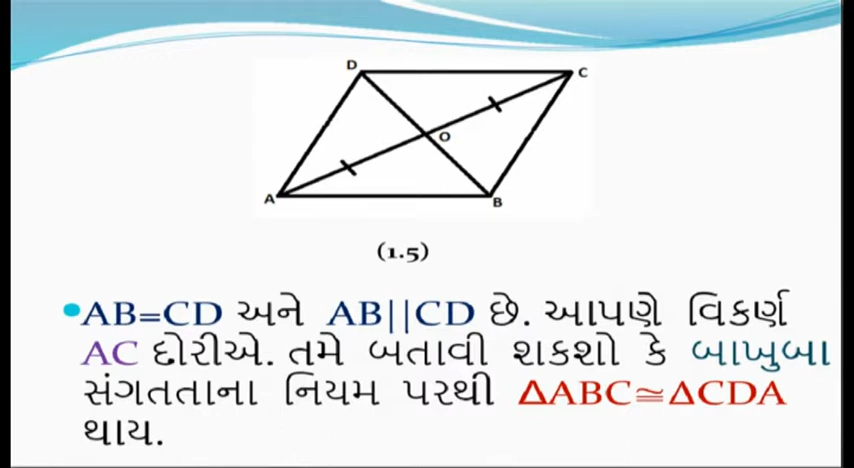 D
C
O
A
B
(1.5)
•AB=CD અને AB||CD છે. આપણે વિકર્ણ
AC દોરીએ. તમે બતાવી શકશો કે બાખુબા
સંગતતાના નિયમ પરથી ΔABC≅ΔCDA
થાય.